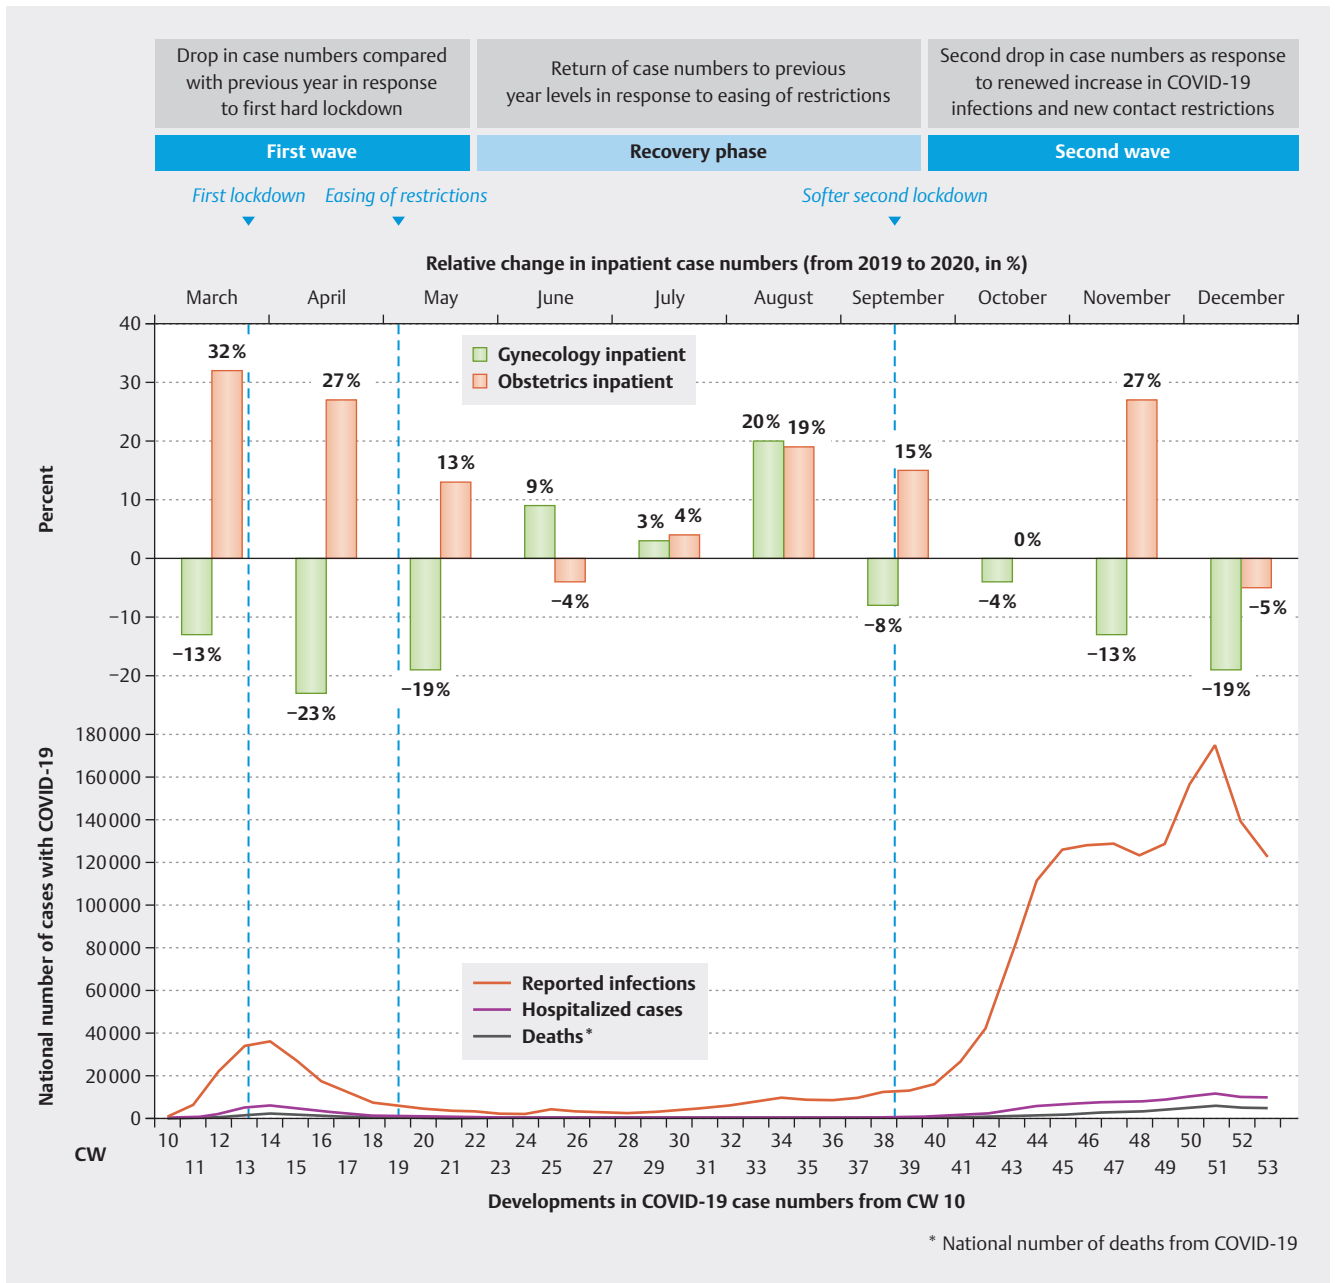 Drop in case numbers compared
with previous year in response
to first hard lockdown
Return of case numbers to previous
year levels in response to easing of restrictions
Second drop in case numbers as response
to renewed increase in COVID-19
infections and new contact restrictions
First wave
Recovery phase
Second wave
First lockdown
Easing of restrictions
Softer second lockdown
Relative change in inpatient case numbers (from 2019 to 2020, in %)
March April May June July August September October November December
Percent
40
30
20
10
0
−10
−20
Gynecology inpatient
Obstetrics inpatient
−13%
32%
−23%
27%
−19%
13%
9%
−4%
3%
4%
20%
19%
−8%
15%
−4%
0%
−13%
27%
−19%
−5%
National number of cases with COVID-19
180000
160000
140000
120000
100000
80000
60000
40000
20000
0
Reported infections
Hospitalized cases
Deaths*
CW
10 12 14 16 18 20 22 24 26 28 30 32 34 36 38 40 42 44 46 48 50 52
11 13 15 17 19 21 23 25 27 29 31 33 35 37 39 41 43 45 47 49 51 53
Developments in COVID-19 case numbers from CW 10
* National number of deaths from COVID-19